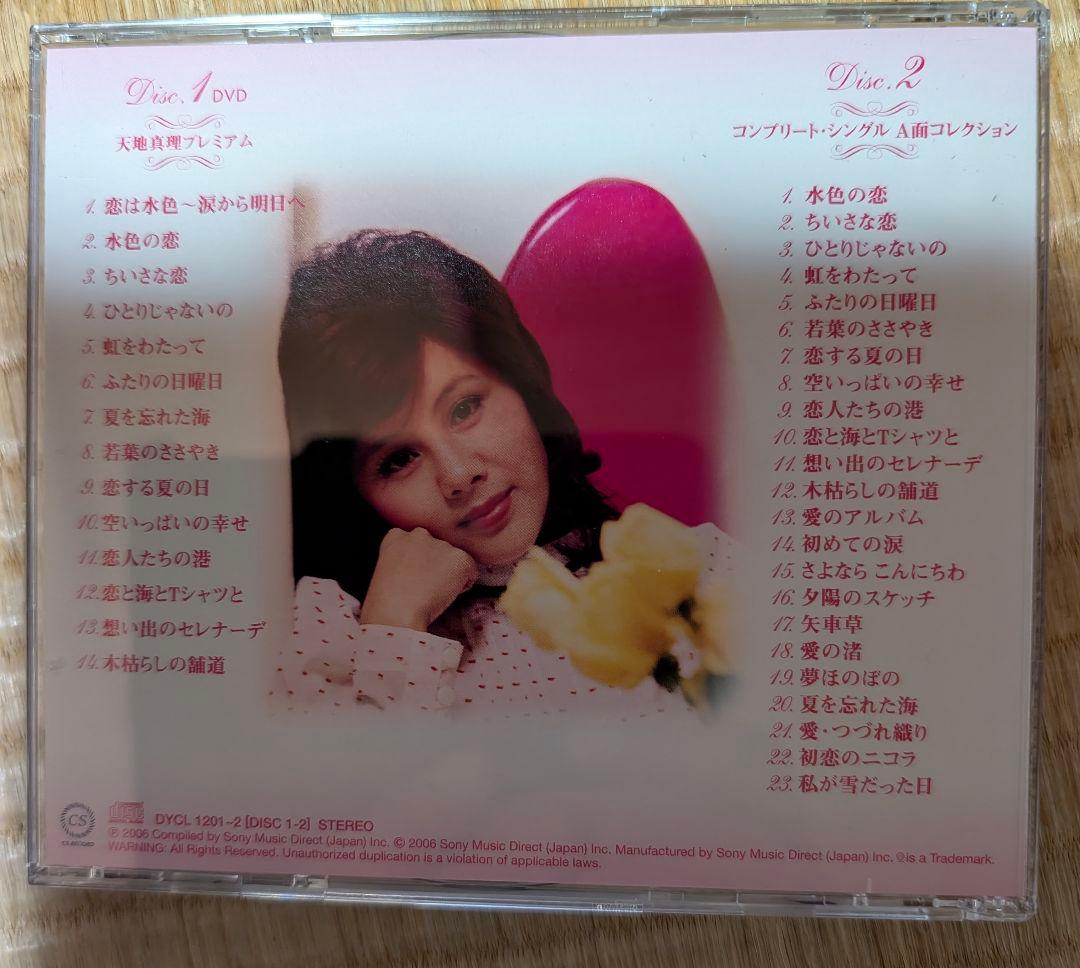 Disc.1 DVD
天地真理プレミアム
1. 恋は水色～涙から明日へ
2. 水色の恋
3. ちいさな恋
4. ひとりじゃないの
5. 虹をわたって
6. ふたりの日曜日
7. 夏を忘れた海
8. 若葉のささやき
9. 恋する夏の日
10. 空いっぱいの幸せ
11. 恋人たちの港
12. 恋と海とTシャツと
13. 想い出のセレナーデ
14. 木枯らしの舗道
Disc.2
コンプリート・シングル A面コレクション
1. 水色の恋
2. ちいさな恋
3. ひとりじゃないの
4. 虹をわたって
5. ふたりの日曜日
6. 若葉のささやき
7. 恋する夏の日
8. 空いっぱいの幸せ
9. 恋人たちの港
10. 恋と海とTシャツと
11. 想い出のセレナーデ
12. 木枯らしの舗道
13. 愛のアルバム
14. 初めての涙
15. さよなら こんにちわ
16. 夕陽のスケッチ
17. 矢車草
18. 愛の渚
19. 夢ほのぼの
20. 夏を忘れた海
21. 愛・つづれ織り
22. 初恋のニコラ
23. 私が雪だった日
CS
disc
DYCL 1201~2 [DISC 1-2] STEREO
℗ 2006 Compiled by Sony Music Direct (Japan) Inc. © 2006 Sony Music Direct (Japan) Inc. Manufactured by Sony Music Direct (Japan) Inc. is a Trademark.
WARNING: All Rights Reserved. Unauthorized duplication is a violation of applicable laws.